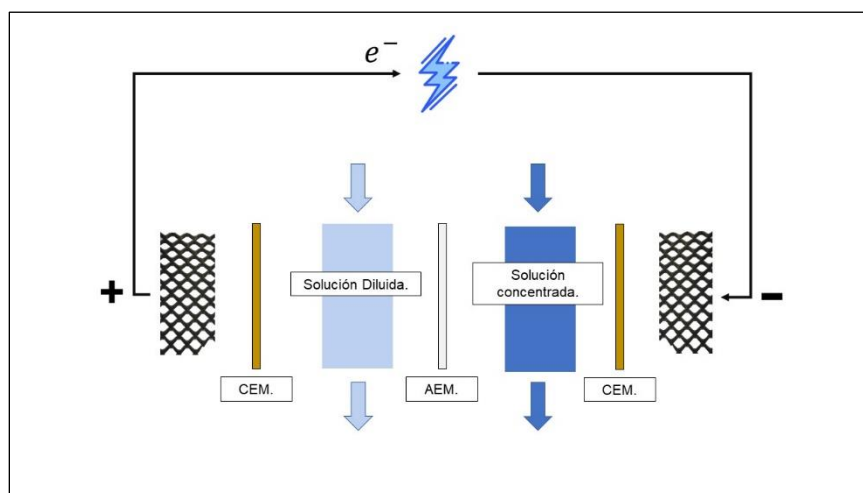 e⁻
Solución Diluida.
Solución
concentrada.
+
-
CEM.
AEM.
CEM.